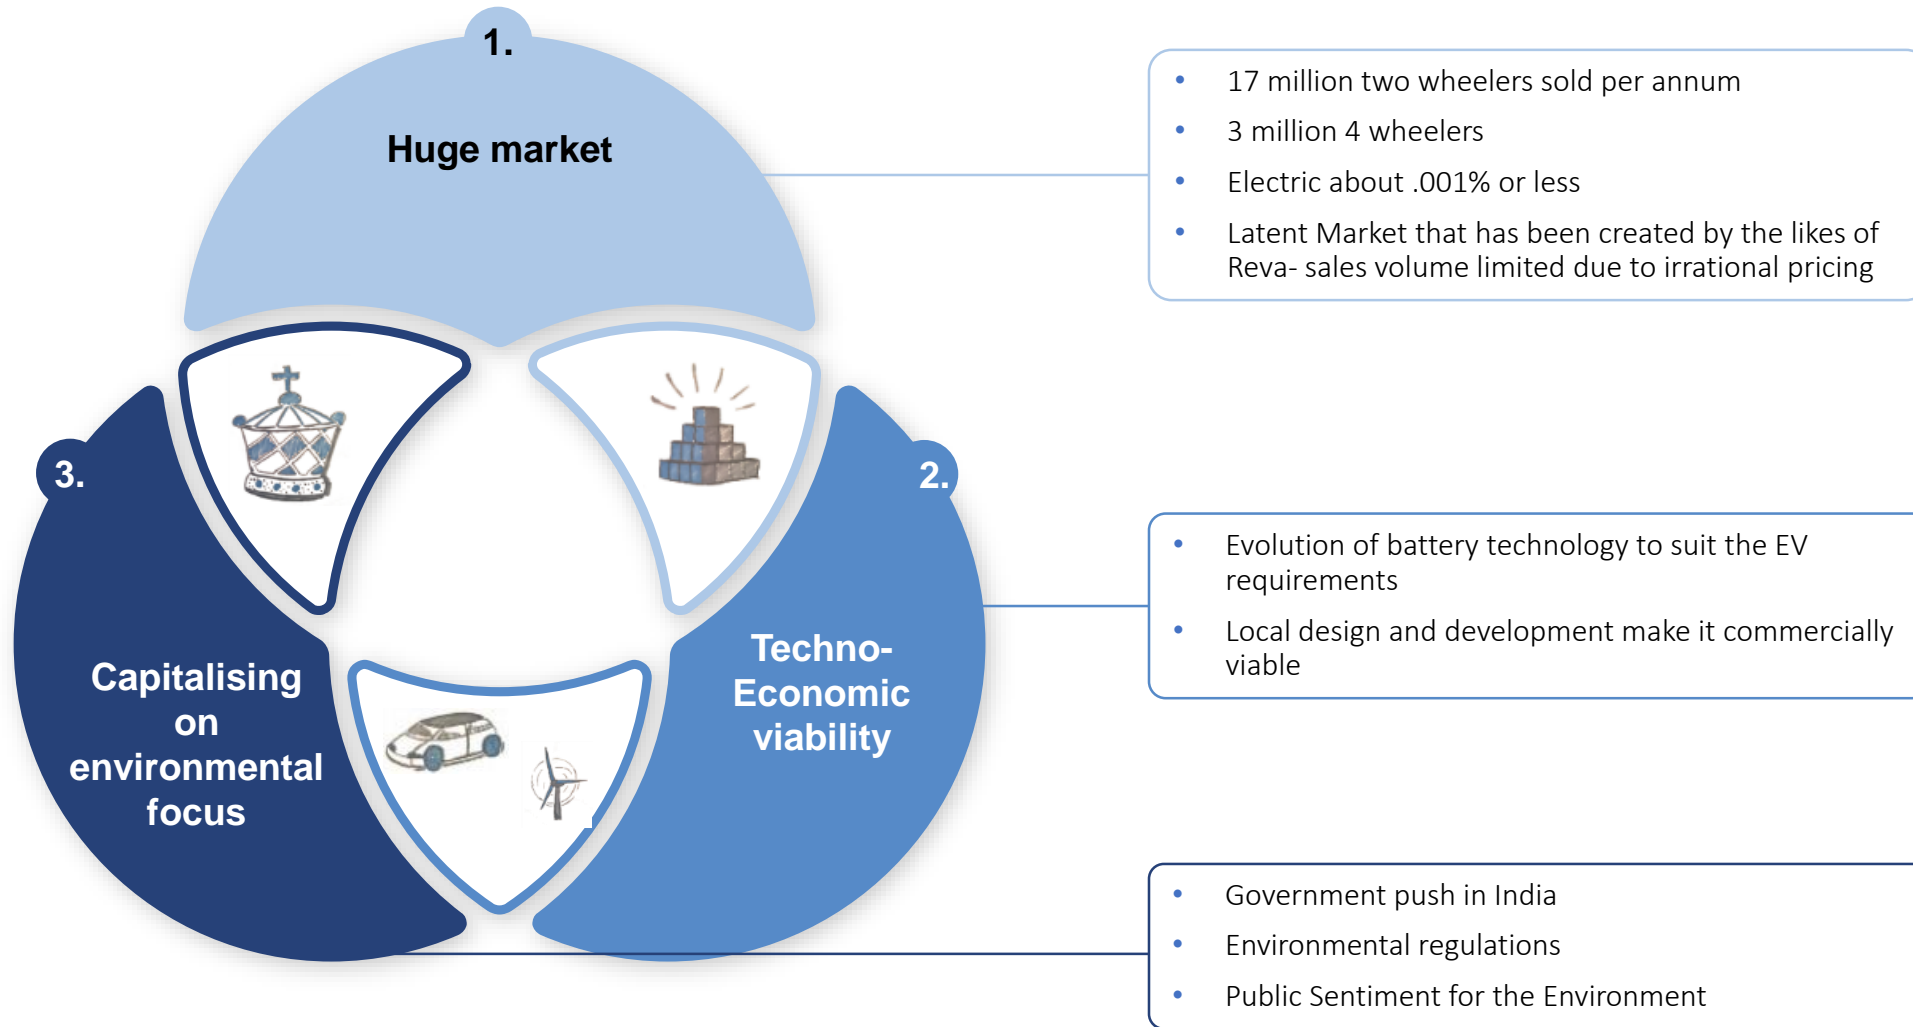 1.
Huge market
• 17 million two wheelers sold per annum
• 3 million 4 wheelers
• Electric about .001% or less
• Latent Market that has been created by the likes of
Reva- sales volume limited due to irrational pricing
2.
Techno-
Economic
viability
• Evolution of battery technology to suit the EV
requirements
• Local design and development make it commercially
viable
3.
Capitalising
on
environmental
focus
• Government push in India
• Environmental regulations
• Public Sentiment for the Environment